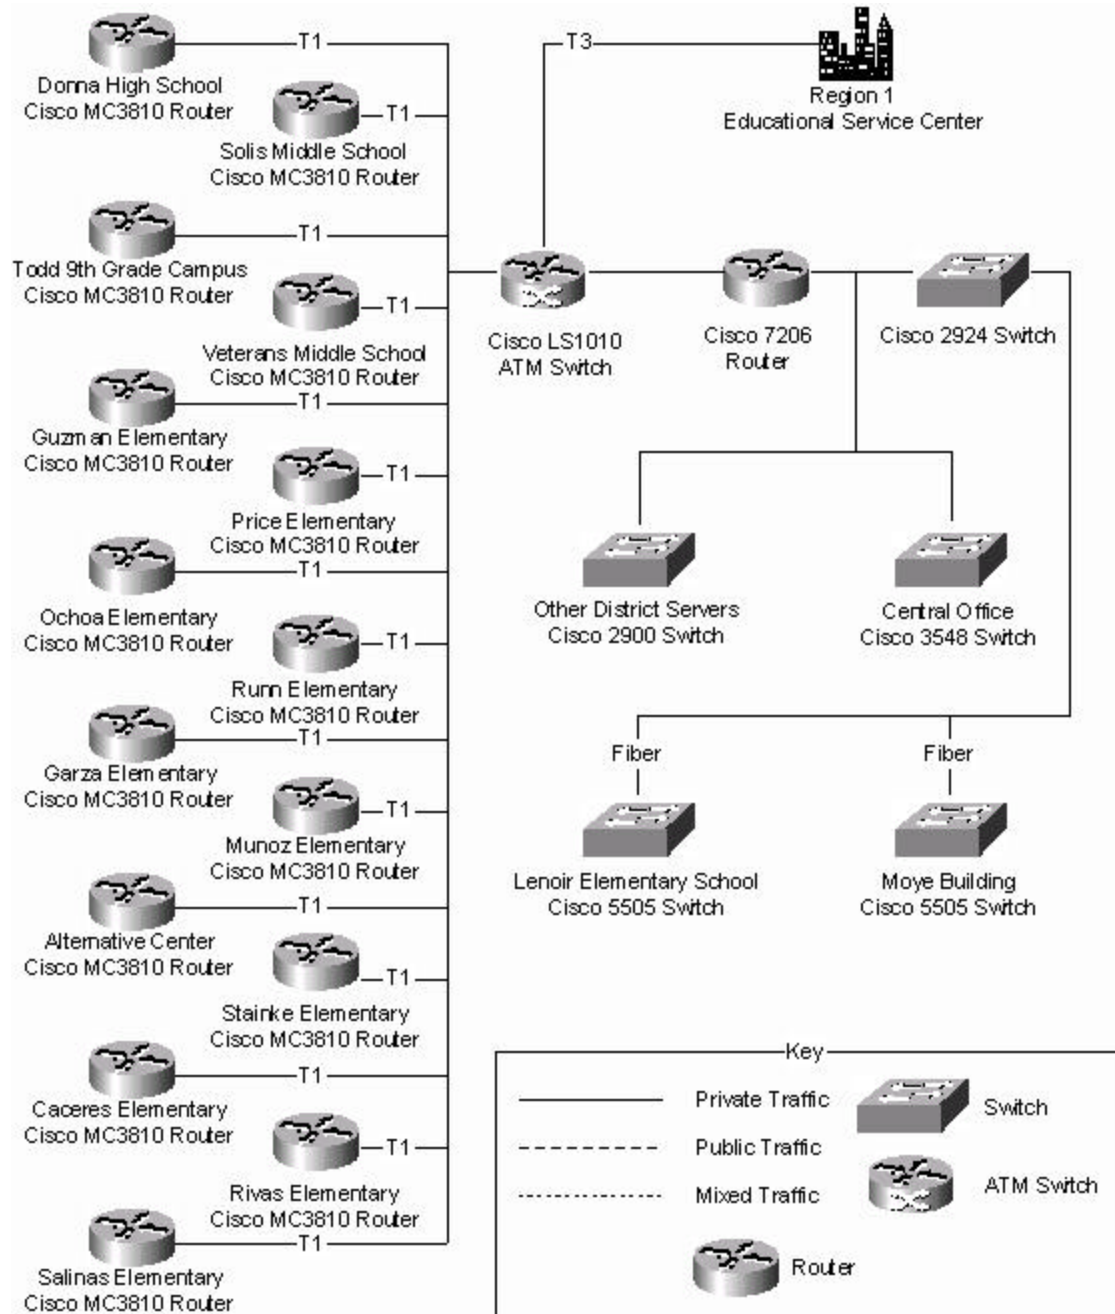 T1
Donna High School
Cisco MC3810 Router
T1
Solis Middle School
Cisco MC3810 Router
T1
Todd 9th Grade Campus
Cisco MC3810 Router
T1
Veterans Middle School
Cisco MC3810 Router
T1
Guzman Elementary
Cisco MC3810 Router
T1
Price Elementary
Cisco MC3810 Router
T1
Ochoa Elementary
Cisco MC3810 Router
T1
Runn Elementary
Cisco MC3810 Router
T1
Garza Elementary
Cisco MC3810 Router
T1
Munoz Elementary
Cisco MC3810 Router
T1
Alternative Center
Cisco MC3810 Router
T1
Stainke Elementary
Cisco MC3810 Router
T1
Caceres Elementary
Cisco MC3810 Router
T1
Rivas Elementary
Cisco MC3810 Router
T1
Salinas Elementary
Cisco MC3810 Router
T3
Region 1
Educational Service Center
Cisco LS1010
ATM Switch
Cisco 7206
Router
Cisco 2924 Switch
Other District Servers
Cisco 2900 Switch
Central Office
Cisco 3548 Switch
Fiber
Fiber
Lenoir Elementary School
Cisco 5505 Switch
Moye Building
Cisco 5505 Switch
Key
Private Traffic
Switch
Public Traffic
Mixed Traffic
ATM Switch
Router